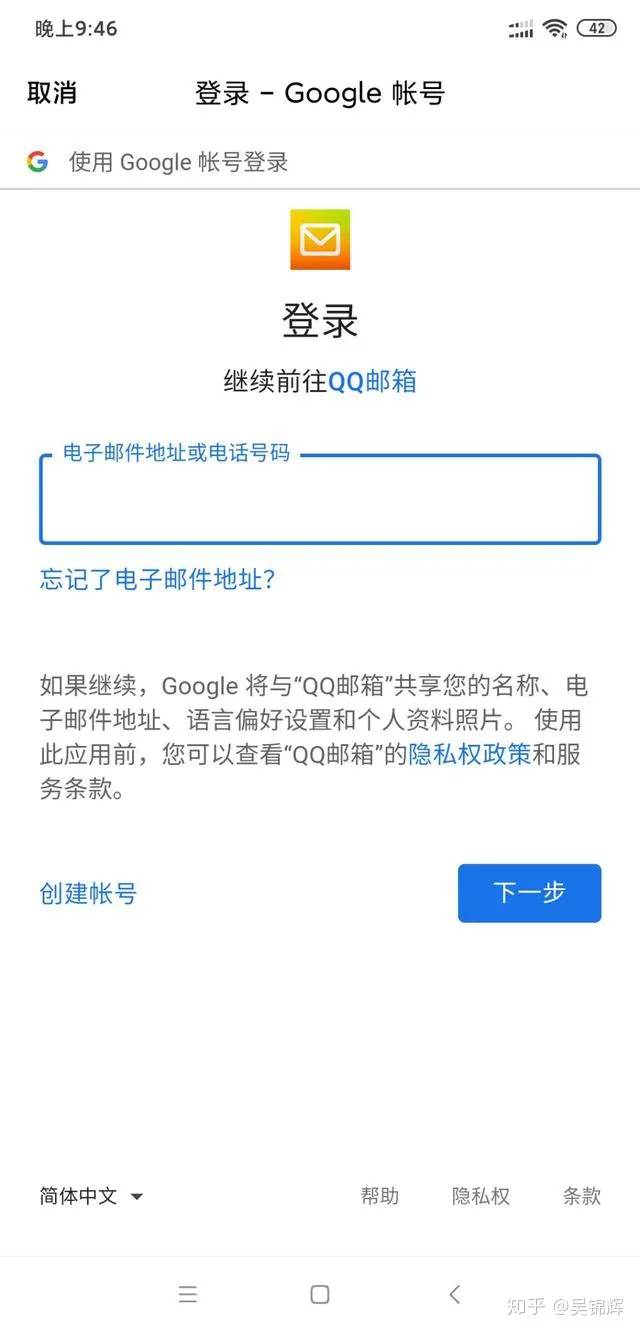 晚上9:46
42
取消
登录 – Google 帐号
使用 Google 帐号登录
登录
继续前往QQ邮箱
电子邮件地址或电话号码
忘记了电子邮件地址？
如果继续，Google 将与“QQ邮箱”共享您的名称、电
子邮件地址、语言偏好设置和个人资料照片。 使用
此应用前，您可以查看“QQ邮箱”的隐私权政策和服
务条款。
创建帐号
下一步
简体中文
帮助
隐私权
条款
知乎 @吴锦辉